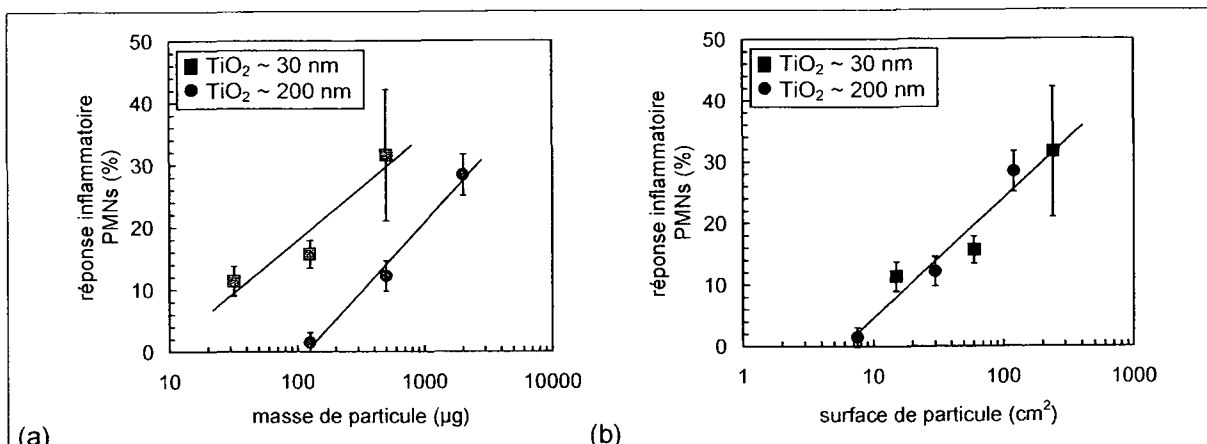 50
40
30
20
10
0
réponse inflammatoire
PMNs (%)
TiO₂ ~ 30 nm
TiO₂ ~ 200 nm
10 100 1000 10000
masse de particule (µg)
(a)
50
40
30
20
10
0
réponse inflammatoire
PMNs (%)
TiO₂ ~ 30 nm
TiO₂ ~ 200 nm
1 10 100 1000
surface de particule (cm²)
(b)